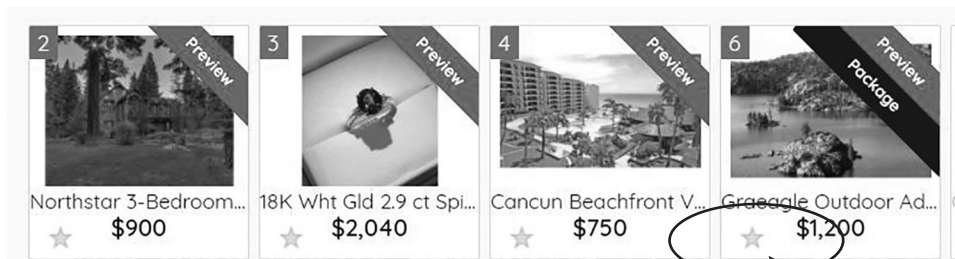 2
Preview
Northstar 3-Bedroom...
$900
3
Preview
18K Wht Gld 2.9 ct Spi...
$2,040
4
Preview
Cancun Beachfront V...
$750
6
Preview
Package
Graeagle Outdoor Ad...
$1,200